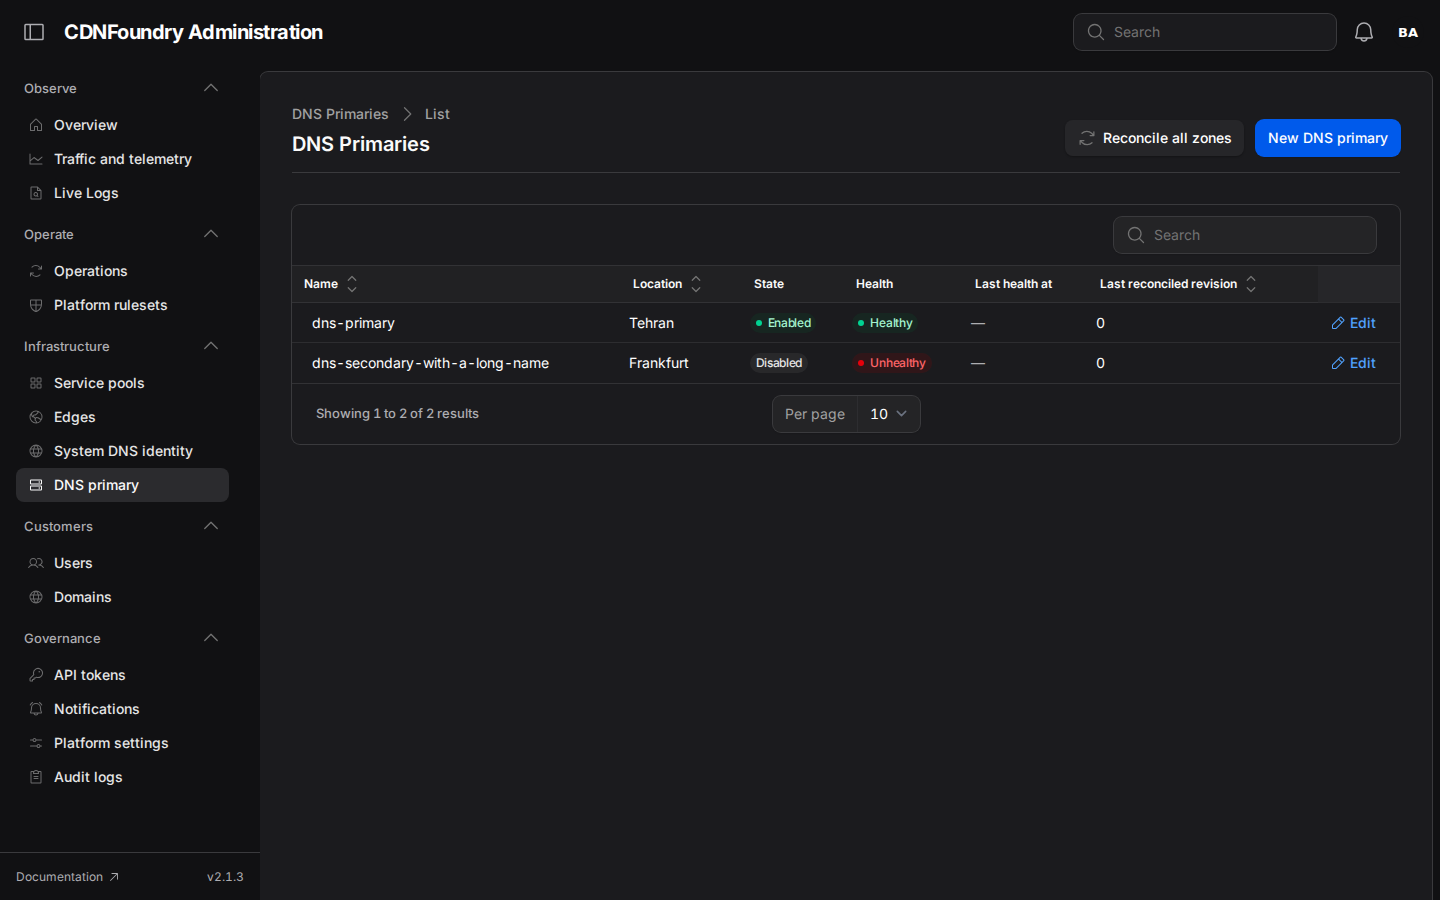 CDNFoundry Administration
Search
BA
Observe
Overview
Traffic and telemetry
Live Logs
Operate
Operations
Platform rulesets
Infrastructure
Service pools
Edges
System DNS identity
DNS primary
Customers
Users
Domains
Governance
API tokens
Notifications
Platform settings
Audit logs
Documentation
v2.1.3
DNS Primaries
List
DNS Primaries
Reconcile all zones
New DNS primary
Search
Name Location State Health Last health at Last reconciled revision
dns-primary Tehran Enabled Healthy — 0 Edit
dns-secondary-with-a-long-name Frankfurt Disabled Unhealthy — 0 Edit
Showing 1 to 2 of 2 results
Per page 10